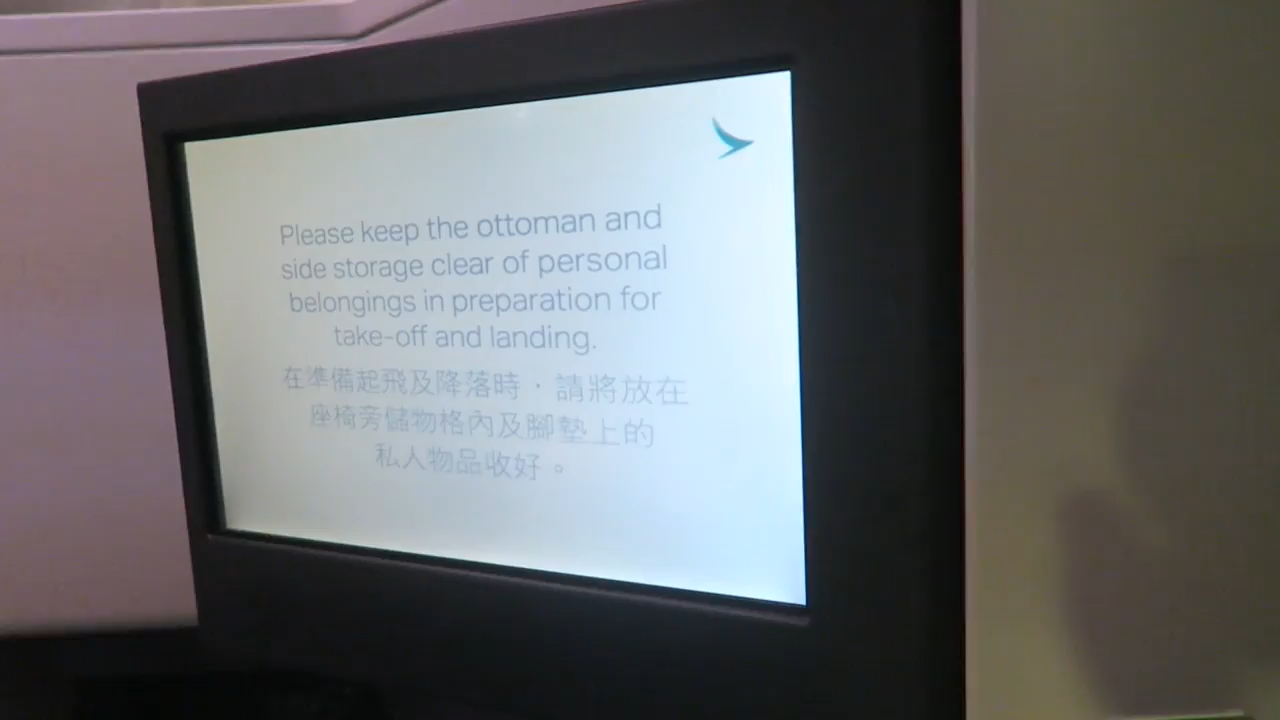 Please keep the ottoman and
side storage clear of personal
belongings in preparation for
take-off and landing.
在準備起飛及降落時，請將放在
座椅旁儲物格內及腳墊上的
私人物品收好。